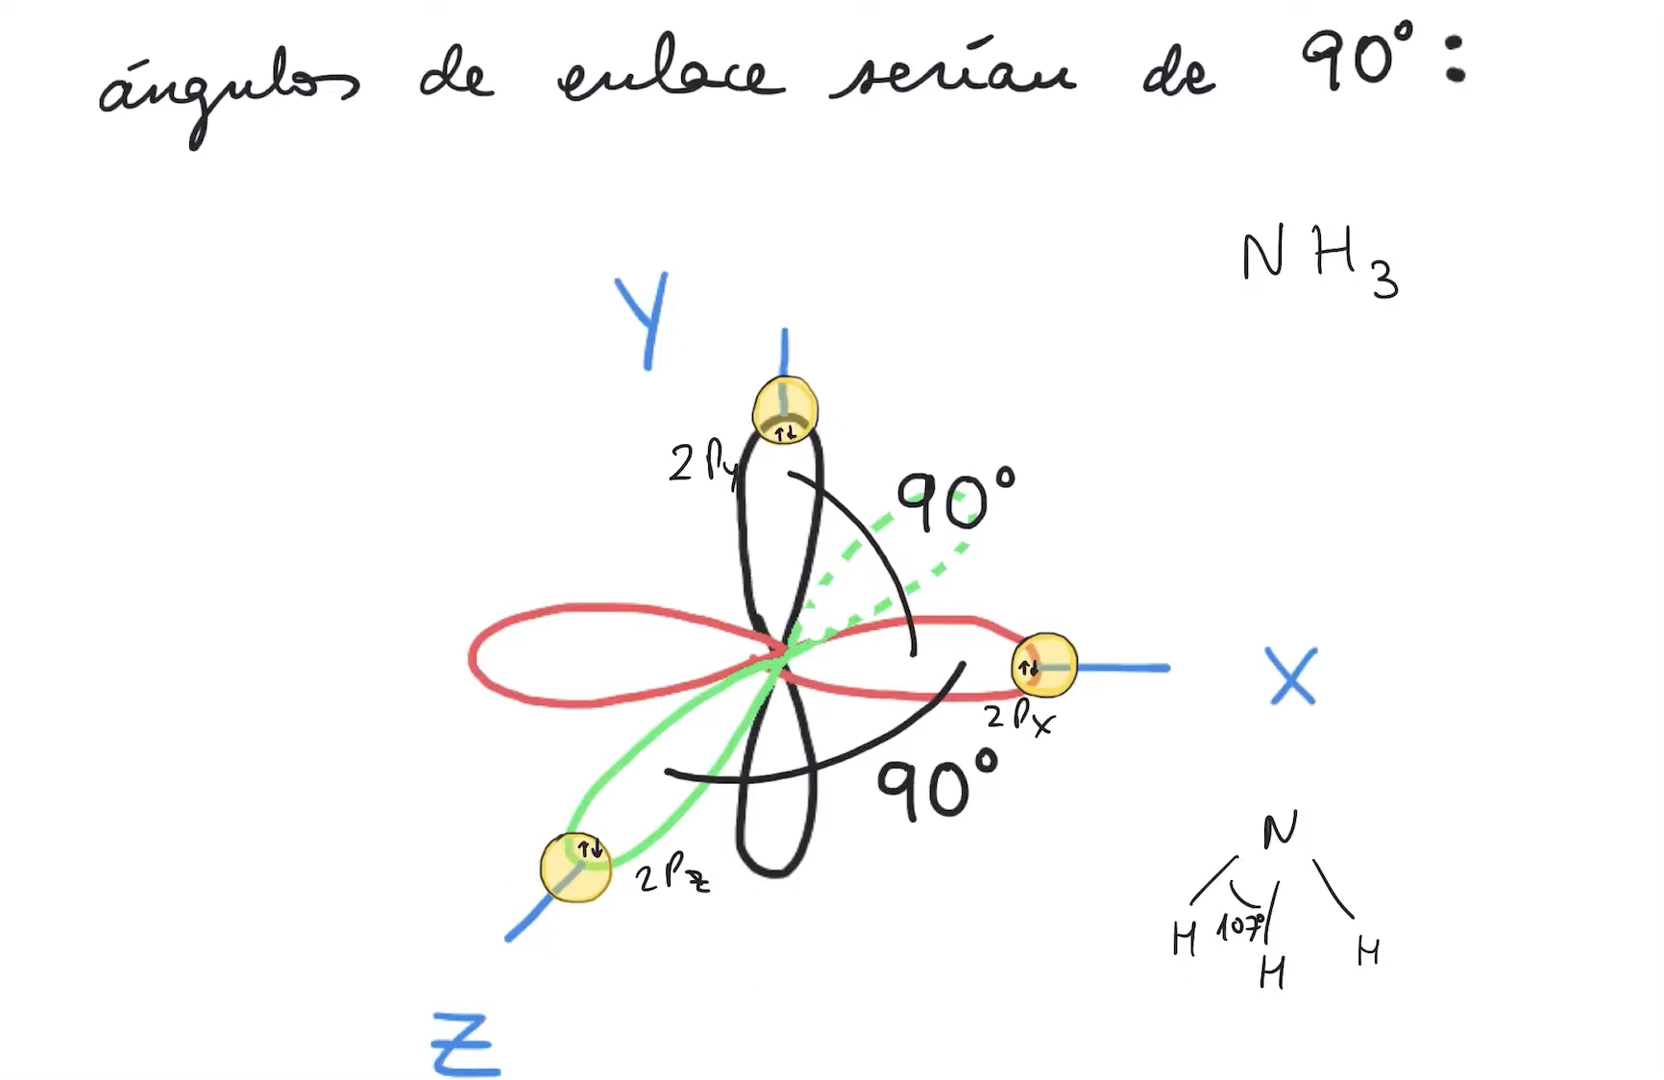 ángulos de enlace serían de 90°:
NH₃
Y
2Py
90°
X
2Px
90°
2Pz
Z
N
H 107° H
H